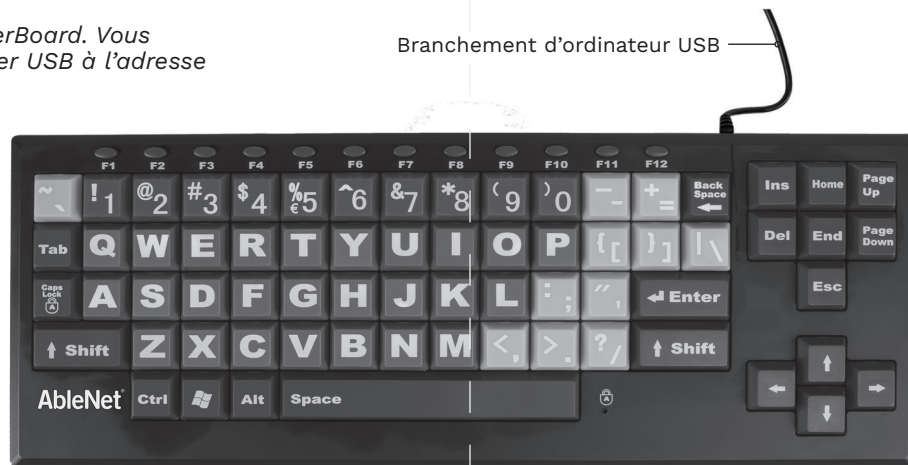 erBoard. Vous
er USB à l'adresse
Branchement d'ordinateur USB
F1 F2 F3 F4 F5 F6 F7 F8 F9 F10 F11 F12
~ ` ! 1 @ 2 # 3 $ 4 % € 5 ^ 6 & 7 * 8 ( 9 ) 0 - - + = Back Space
Tab Q W E R T Y U I O P { [ } ] | \
Caps Lock A A S D F G H J K L : ; " , Enter
Shift Z X C V B N M < , > . ? / Shift
AbleNet Ctrl Alt Space A
Ins Home Page Up
Del End Page Down
Esc